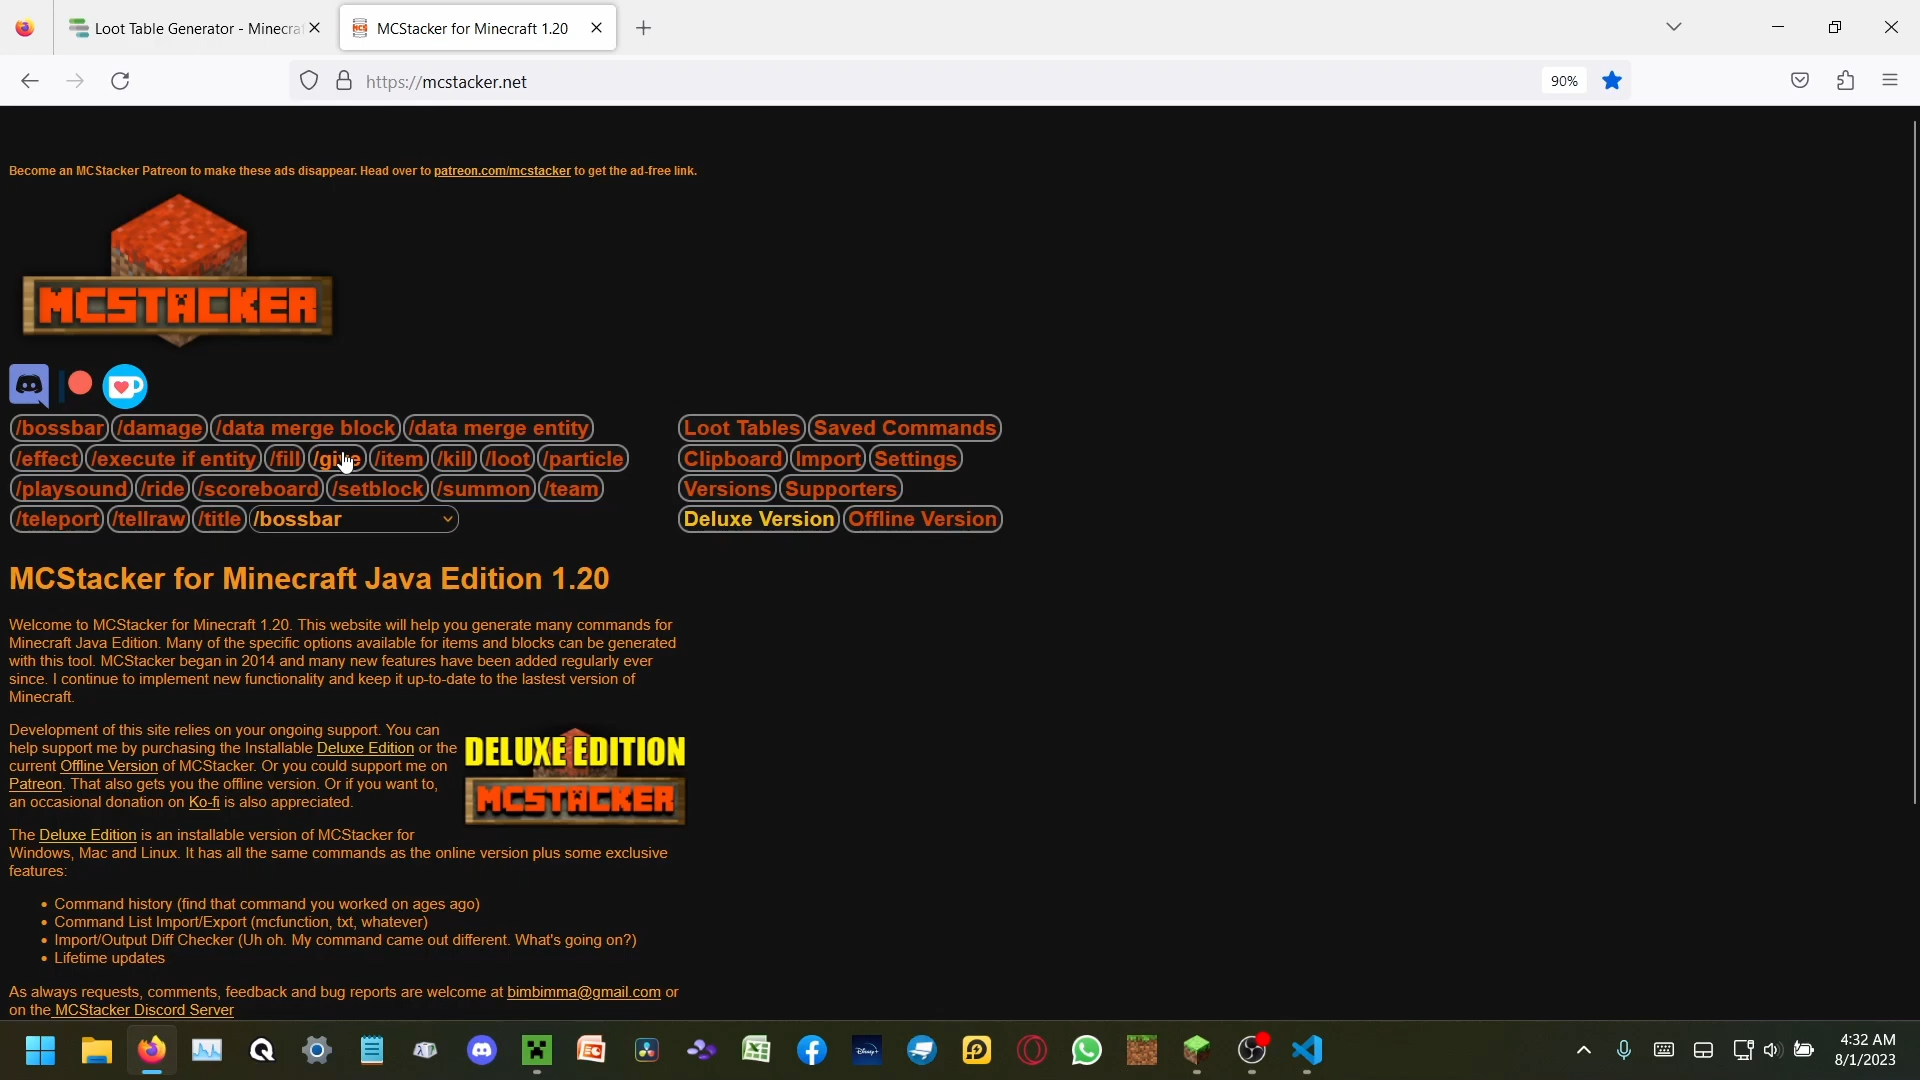 Loot Table Generator - Minecraf
MCStacker for Minecraft 1.20
https://mcstacker.net
90%
Become an MCStacker Patreon to make these ads disappear. Head over to patreon.com/mcstacker to get the ad-free link.
MCSTACKER
/bossbar /damage /data merge block /data merge entity
/effect /execute if entity /fill /give /item /kill /loot /particle
/playsound /ride /scoreboard /setblock /summon /team
/teleport /tellraw /title /bossbar
Loot Tables Saved Commands
Clipboard Import Settings
Versions Supporters
Deluxe Version Offline Version
MCStacker for Minecraft Java Edition 1.20
Welcome to MCStacker for Minecraft 1.20. This website will help you generate many commands for
Minecraft Java Edition. Many of the specific options available for items and blocks can be generated
with this tool. MCStacker began in 2014 and many new features have been added regularly ever
since. I continue to implement new functionality and keep it up-to-date to the lastest version of
Minecraft.
Development of this site relies on your ongoing support. You can
help support me by purchasing the Installable Deluxe Edition or the
current Offline Version of MCStacker. Or you could support me on
Patreon. That also gets you the offline version. Or if you want to,
an occasional donation on Ko-fi is also appreciated.
DELUXE EDITION
MCSTACKER
The Deluxe Edition is an installable version of MCStacker for
Windows, Mac and Linux. It has all the same commands as the online version plus some exclusive
features:
• Command history (find that command you worked on ages ago)
• Command List Import/Export (mcfunction, txt, whatever)
• Import/Output Diff Checker (Uh oh. My command came out different. What's going on?)
• Lifetime updates
As always requests, comments, feedback and bug reports are welcome at bimbimma@gmail.com or
on the MCStacker Discord Server
4:32 AM
8/1/2023